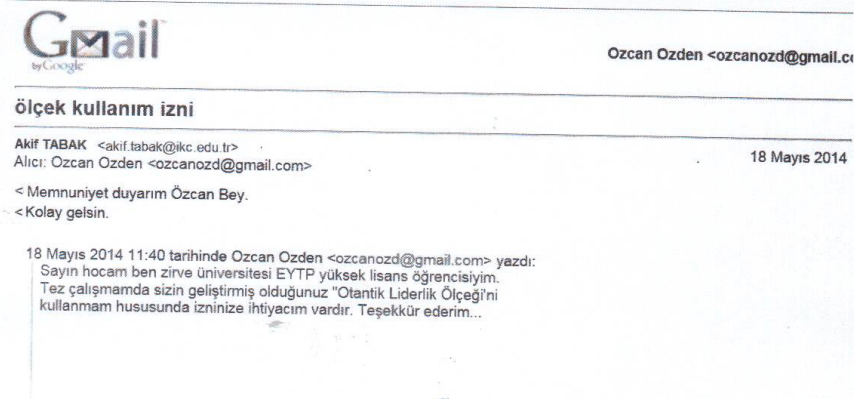 Gmail
by Google
Ozcan Ozden <ozcanozd@gmail.co
ölçek kullanım izni
Akif TABAK <akif.tabak@ikc.edu.tr>
Alıcı: Ozcan Ozden <ozcanozd@gmail.com>
18 Mayıs 2014
< Memnuniyet duyarım Özcan Bey.
< Kolay gelsin.
18 Mayıs 2014 11:40 tarihinde Ozcan Ozden <ozcanozd@gmail.com> yazdı:
Sayın hocam ben zirve üniversitesi EYTP yüksek lisans öğrencisiyim.
Tez çalışmamda sizin geliştirmiş olduğunuz "Otantik Liderlik Ölçeği'ni
kullanmam hususunda izninize ihtiyacım vardır. Teşekkür ederim...